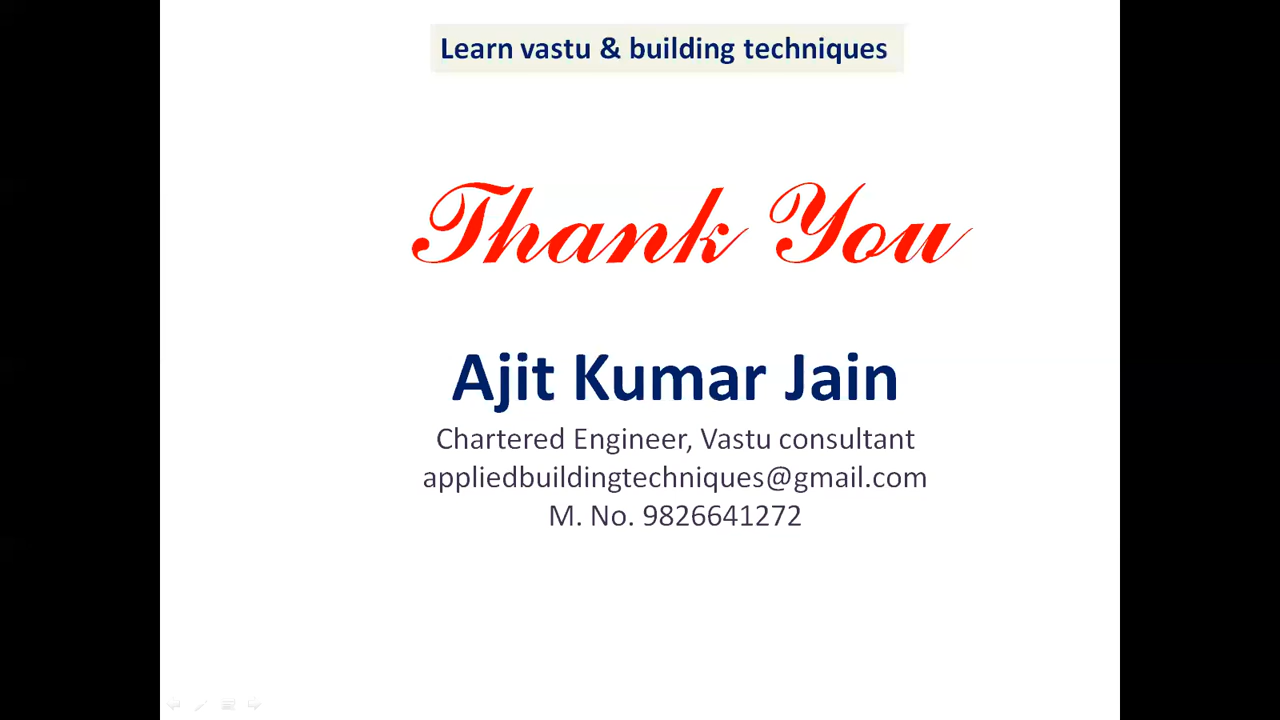 Learn vastu & building techniques
Thank You
Ajit Kumar Jain
Chartered Engineer, Vastu consultant
appliedbuildingtechniques@gmail.com
M. No. 9826641272